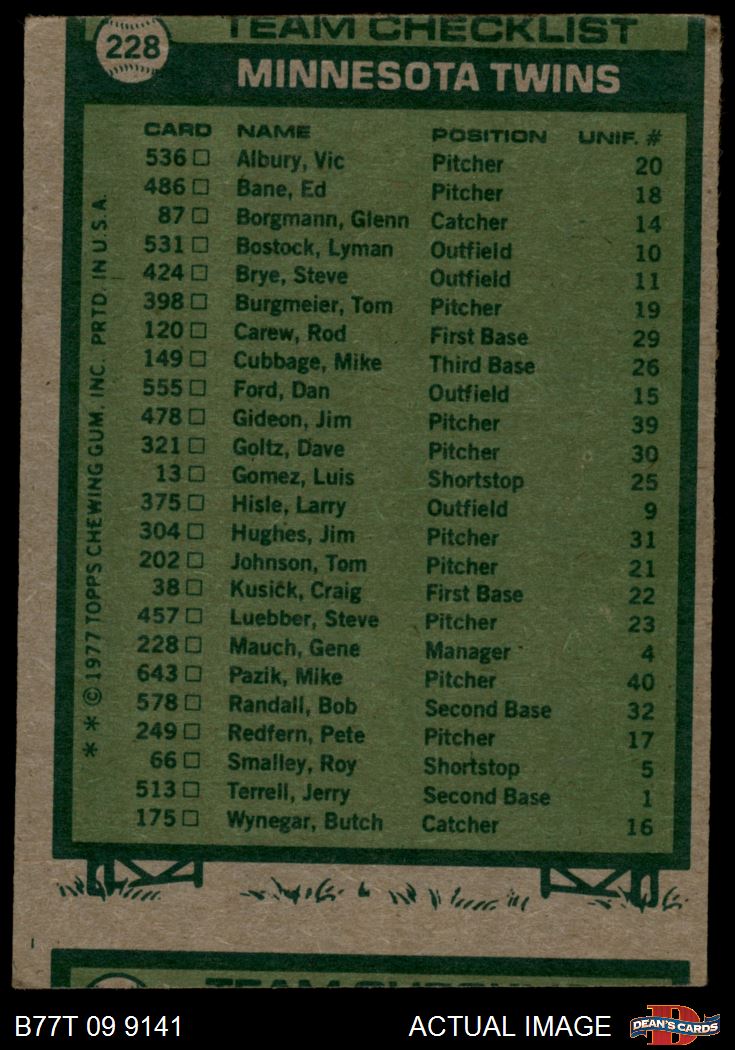 TEAM CHECKLIST
228
MINNESOTA TWINS
CARD NAME POSITION UNIF. #
536 □ Albury, Vic Pitcher 20
486 □ Bane, Ed Pitcher 18
87 □ Borgmann, Glenn Catcher 14
531 □ Bostock, Lyman Outfield 10
424 □ Brye, Steve Outfield 11
398 □ Burgmeier, Tom Pitcher 19
120 □ Carew, Rod First Base 29
149 □ Cubbage, Mike Third Base 26
555 □ Ford, Dan Outfield 15
478 □ Gideon, Jim Pitcher 39
321 □ Goltz, Dave Pitcher 30
13 □ Gomez, Luis Shortstop 25
375 □ Hisle, Larry Outfield 9
304 □ Hughes, Jim Pitcher 31
202 □ Johnson, Tom Pitcher 21
38 □ Kusick, Craig First Base 22
457 □ Luebber, Steve Pitcher 23
228 □ Mauch, Gene Manager 4
643 □ Pazik, Mike Pitcher 40
578 □ Randall, Bob Second Base 32
249 □ Redfern, Pete Pitcher 17
66 □ Smalley, Roy Shortstop 5
513 □ Terrell, Jerry Second Base 1
175 □ Wynegar, Butch Catcher 16
* * © 1977 TOPPS CHEWING GUM, INC. PRTD. IN U.S.A.
B77T 09 9141 ACTUAL IMAGE
DEAN'S CARDS